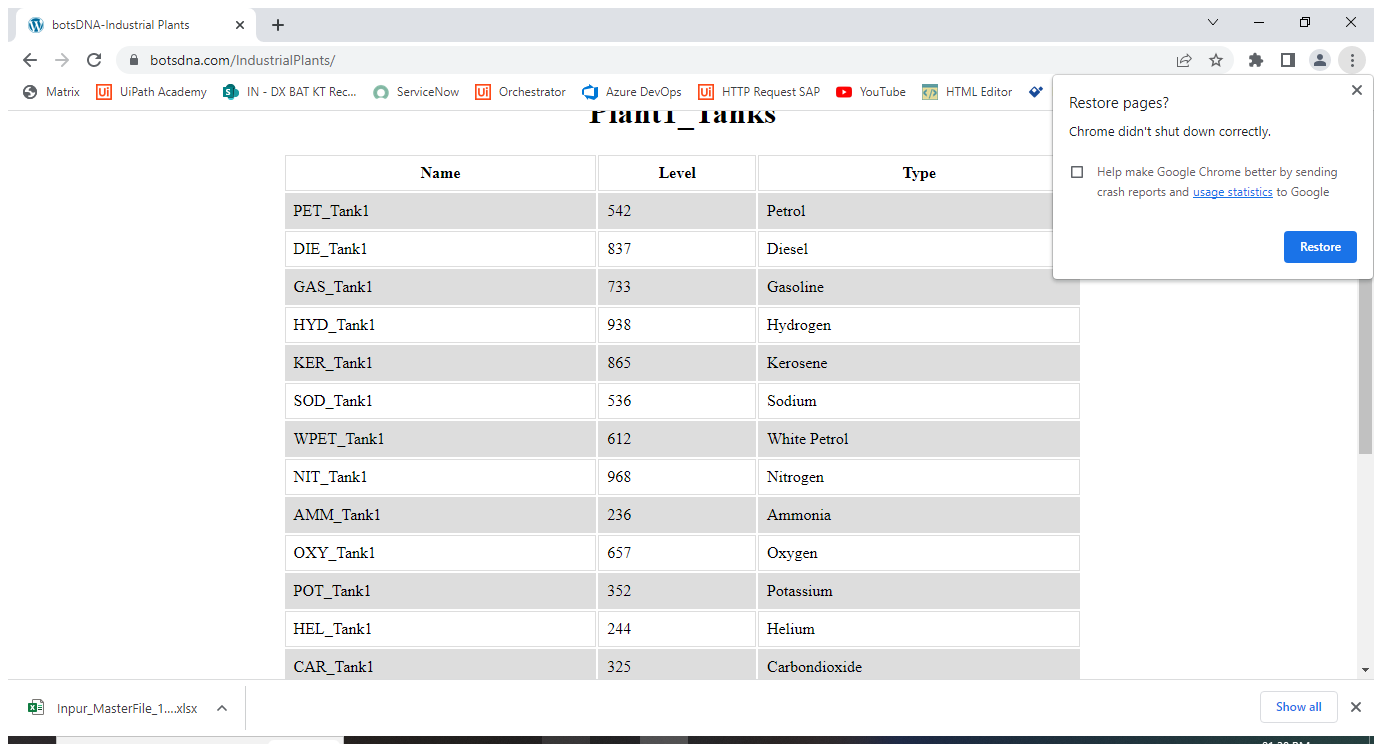 botsDNA-Industrial Plants
botsdna.com/IndustrialPlants/
Matrix UiPath Academy IN - DX BAT KT Rec... ServiceNow Orchestrator Azure DevOps HTTP Request SAP YouTube HTML Editor
Restore pages?
Chrome didn't shut down correctly.
Help make Google Chrome better by sending
crash reports and usage statistics to Google
Restore
Plant1_Tanks
Name Level Type
PET_Tank1 542 Petrol
DIE_Tank1 837 Diesel
GAS_Tank1 733 Gasoline
HYD_Tank1 938 Hydrogen
KER_Tank1 865 Kerosene
SOD_Tank1 536 Sodium
WPET_Tank1 612 White Petrol
NIT_Tank1 968 Nitrogen
AMM_Tank1 236 Ammonia
OXY_Tank1 657 Oxygen
POT_Tank1 352 Potassium
HEL_Tank1 244 Helium
CAR_Tank1 325 Carbondioxide
Inpur_MasterFile_1....xlsx Show all